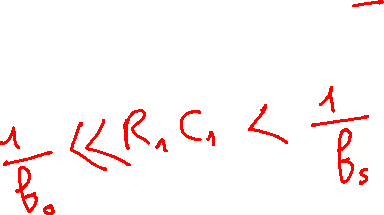 1/f₀ ≪ R₁C₁ < 1/fₛ